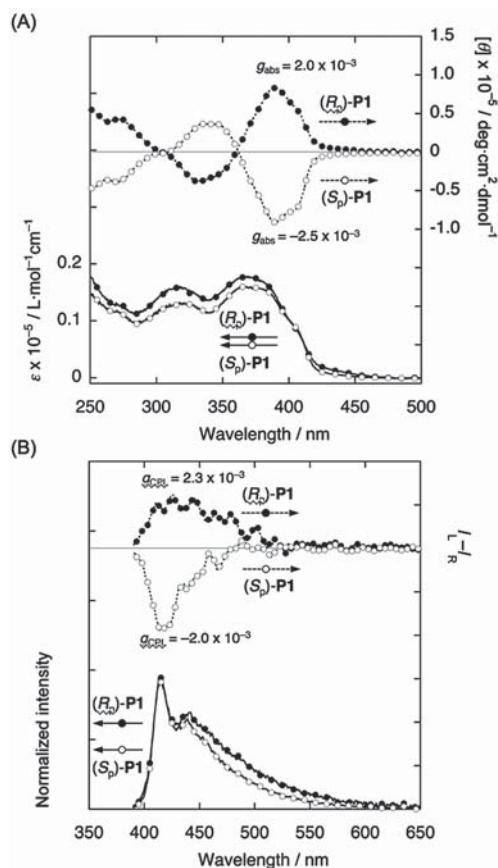 (A)
1.5
1.0
0.5
0
-0.5
-1.0
[θ] x 10⁻⁵ / deg·cm²·dmol⁻¹
g_abs = 2.0 x 10⁻³
(R_p)-P1
(S_p)-P1
g_abs = −2.5 x 10⁻³
0.2
0.1
0
ε x 10⁻⁵ / L·mol⁻¹cm⁻¹
(R_p)-P1
(S_p)-P1
250 300 350 400 450 500
Wavelength / nm
(B)
g_CPL = 2.3 x 10⁻³
(R_p)-P1
(S_p)-P1
g_CPL = −2.0 x 10⁻³
I_L−I_R
Normalized intensity
(R_p)-P1
(S_p)-P1
350 400 450 500 550 600 650
Wavelength / nm